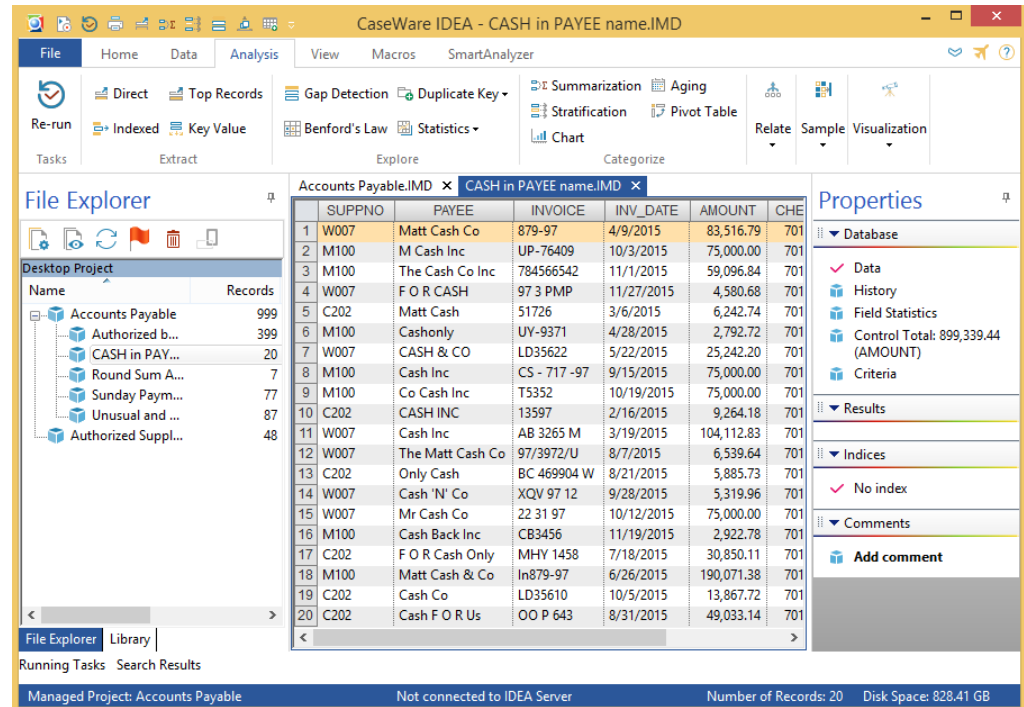 CaseWare IDEA - CASH in PAYEE name.IMD
File Home Data Analysis View Macros SmartAnalyzer
Re-run
Tasks
Direct Top Records
Indexed Key Value
Extract
Gap Detection Duplicate Key
Benford's Law Statistics
Explore
Summarization Aging
Stratification Pivot Table
Chart
Categorize
Relate Sample Visualization
File Explorer
Desktop Project
Name Records
Accounts Payable 999
Authorized b... 399
CASH in PAY... 20
Round Sum A... 7
Sunday Paym... 77
Unusual and ... 87
Authorized Suppl... 48
File Explorer Library
Accounts Payable.IMD CASH in PAYEE name.IMD
SUPPNO PAYEE INVOICE INV_DATE AMOUNT CHE
1 W007 Matt Cash Co 879-97 4/9/2015 83,516.79 701
2 M100 M Cash Inc UP-76409 10/3/2015 75,000.00 701
3 M100 The Cash Co Inc 784566542 11/1/2015 59,096.84 701
4 W007 F O R CASH 97 3 PMP 11/27/2015 4,580.68 701
5 C202 Matt Cash 51726 3/6/2015 6,242.74 701
6 M100 Cashonly UY-9371 4/28/2015 2,792.72 701
7 W007 CASH & CO LD35622 5/22/2015 25,242.20 701
8 M100 Cash Inc CS - 717 -97 9/15/2015 75,000.00 701
9 M100 Co Cash Inc T5352 10/19/2015 75,000.00 701
10 C202 CASH INC 13597 2/16/2015 9,264.18 701
11 W007 Cash Inc AB 3265 M 3/19/2015 104,112.83 701
12 W007 The Matt Cash Co 97/3972/U 8/7/2015 6,539.64 701
13 C202 Only Cash BC 469904 W 8/21/2015 5,885.73 701
14 W007 Cash 'N' Co XQV 97 12 9/28/2015 5,319.96 701
15 W007 Mr Cash Co 22 31 97 10/12/2015 75,000.00 701
16 M100 Cash Back Inc CB3456 11/19/2015 2,922.78 701
17 C202 F O R Cash Only MHY 1458 7/18/2015 30,850.11 701
18 M100 Matt Cash & Co In879-97 6/26/2015 190,071.38 701
19 C202 Cash Co LD35610 10/5/2015 13,867.72 701
20 C202 Cash F O R Us OO P 643 8/31/2015 49,033.14 701
Properties
Database
Data
History
Field Statistics
Control Total: 899,339.44
(AMOUNT)
Criteria
Results
Indices
No index
Comments
Add comment
Running Tasks Search Results
Managed Project: Accounts Payable Not connected to IDEA Server Number of Records: 20 Disk Space: 828.41 GB